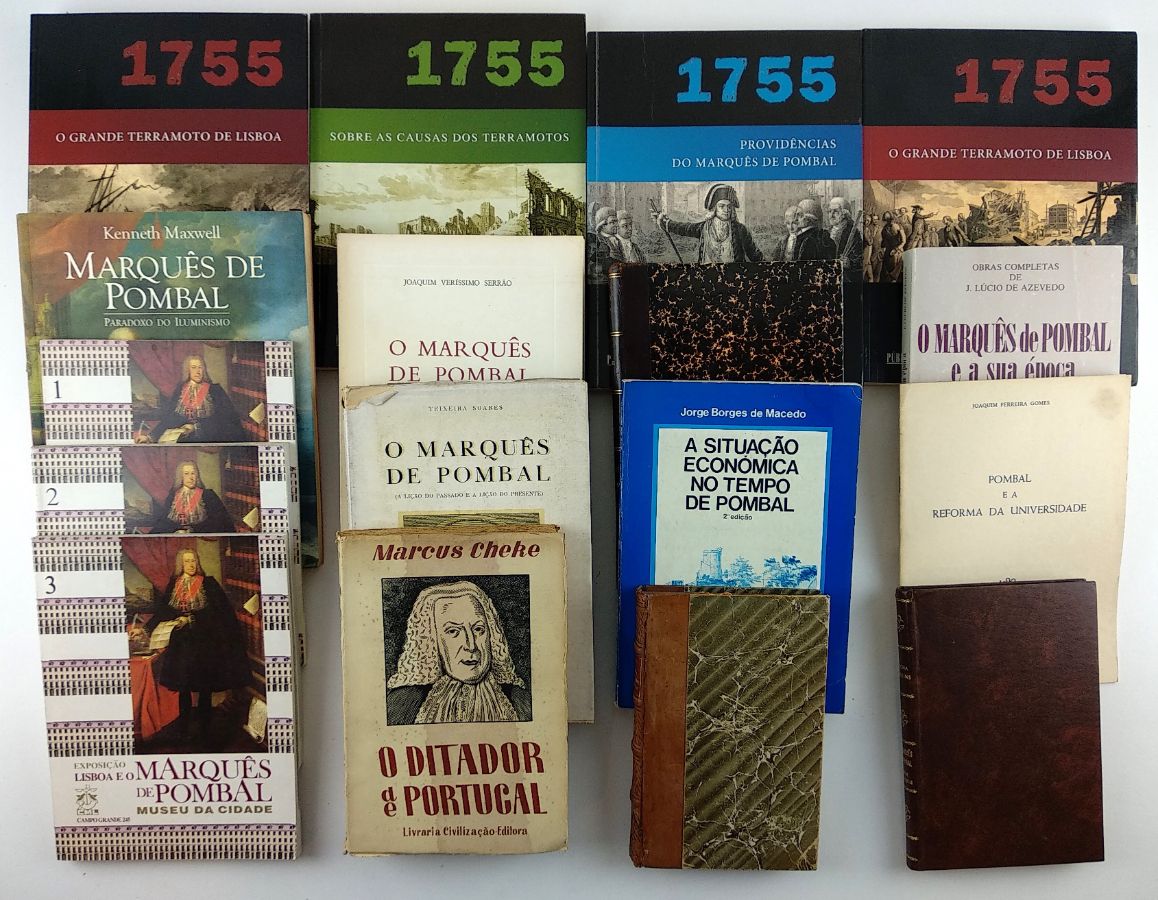 1755
O GRANDE TERRAMOTO DE LISBOA
1755
SOBRE AS CAUSAS DOS TERRAMOTOS
1755
PROVIDÊNCIAS
DO MARQUÊS DE POMBAL
1755
O GRANDE TERRAMOTO DE LISBOA
Kenneth Maxwell
MARQUÊS DE
POMBAL
PARADOXO DO ILUMINISMO
JOAQUIM VERÍSSIMO SERRÃO
O MARQUÊS
DE POMBAL
OBRAS COMPLETAS
DE
J. LÚCIO DE AZEVEDO
O MARQUÊS de POMBAL
e a sua época
1
2
3
EXPOSIÇÃO
LISBOA E O MARQUÊS
DE POMBAL
MUSEU DA CIDADE
CML
CAMPO GRANDE 245
TEIXEIRA SOARES
O MARQUÊS
DE POMBAL
(A LIÇÃO DO PASSADO E A LIÇÃO DO PRESENTE)
Jorge Borges de Macedo
A SITUAÇÃO
ECONÓMICA
NO TEMPO
DE POMBAL
2ª edição
JOAQUIM FERREIRA GOMES
POMBAL
E A
REFORMA DA UNIVERSIDADE
Marcus Cheke
O DITADOR
de PORTUGAL
Livraria Civilização-Editora